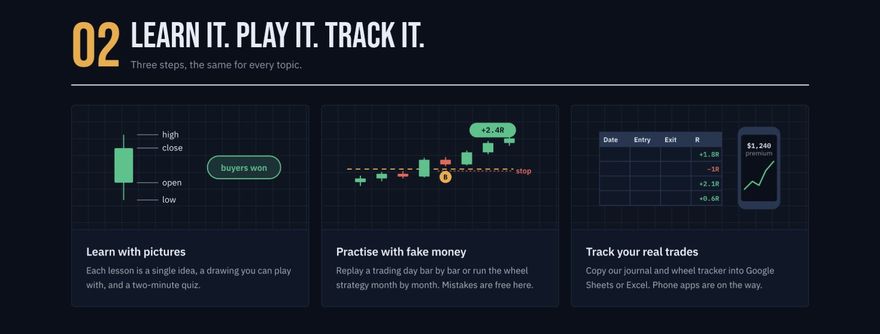 02
LEARN IT. PLAY IT. TRACK IT.
Three steps, the same for every topic.
high
close
buyers won
open
low
+2.4R
stop
B
Date Entry Exit R
+1.8R
−1R
+2.1R
+0.6R
$1,240
premium
Learn with pictures
Each lesson is a single idea, a drawing you can play
with, and a two-minute quiz.
Practise with fake money
Replay a trading day bar by bar or run the wheel
strategy month by month. Mistakes are free here.
Track your real trades
Copy our journal and wheel tracker into Google
Sheets or Excel. Phone apps are on the way.